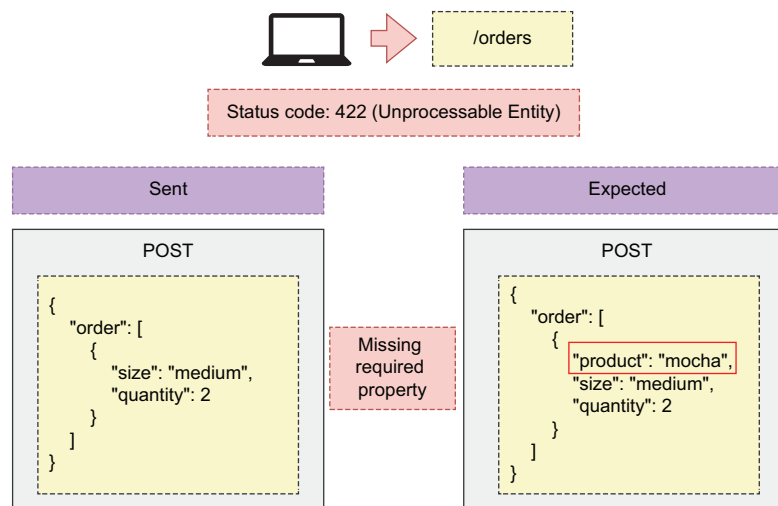 /orders
Status code: 422 (Unprocessable Entity)
Sent
Expected
POST
{
"order": [
{
"size": "medium",
"quantity": 2
}
]
}
Missing
required
property
POST
{
"order": [
{
"product": "mocha",
"size": "medium",
"quantity": 2
}
]
}